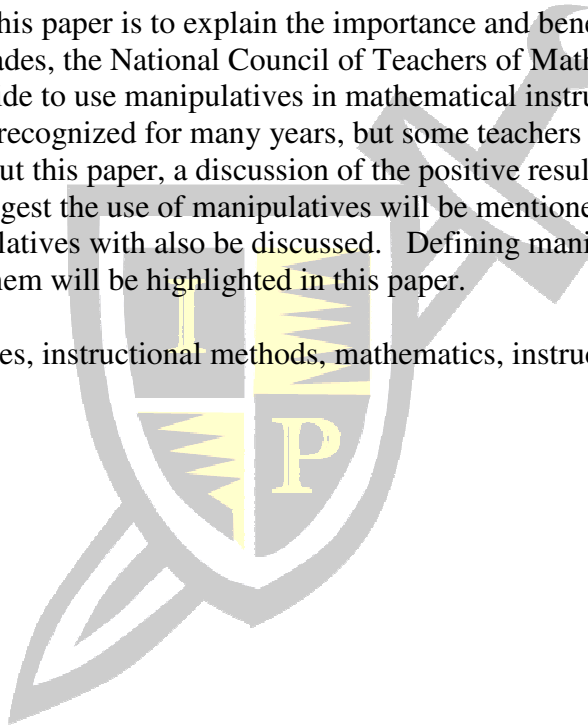 his paper is to explain the importance and bene
ades, the National Council of Teachers of Math
ide to use manipulatives in mathematical instru
recognized for many years, but some teachers
ut this paper, a discussion of the positive resul
ggest the use of manipulatives will be mentione
latives with also be discussed. Defining mani
hem will be highlighted in this paper.
es, instructional methods, mathematics, instruc
I
P